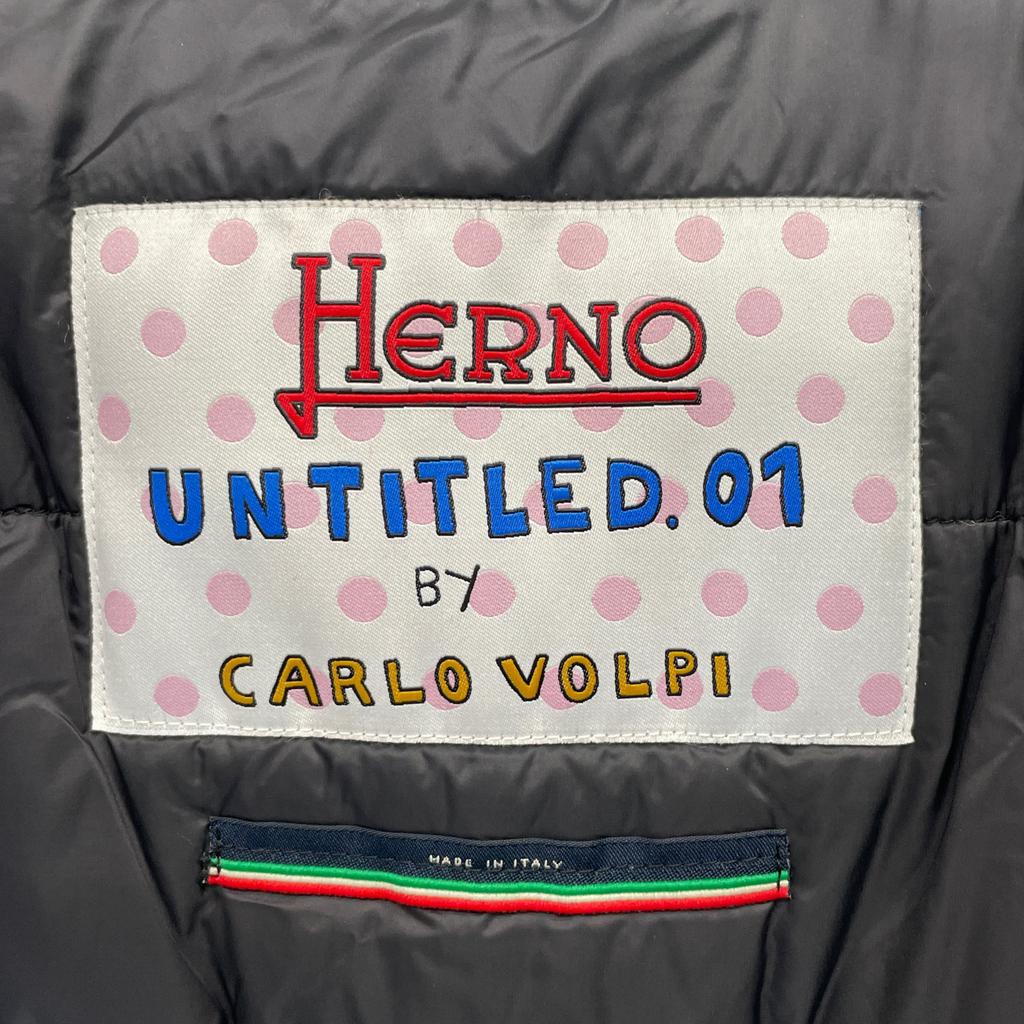 HERNO
UNTITLED.01
BY
CARLO VOLPI
MADE IN ITALY